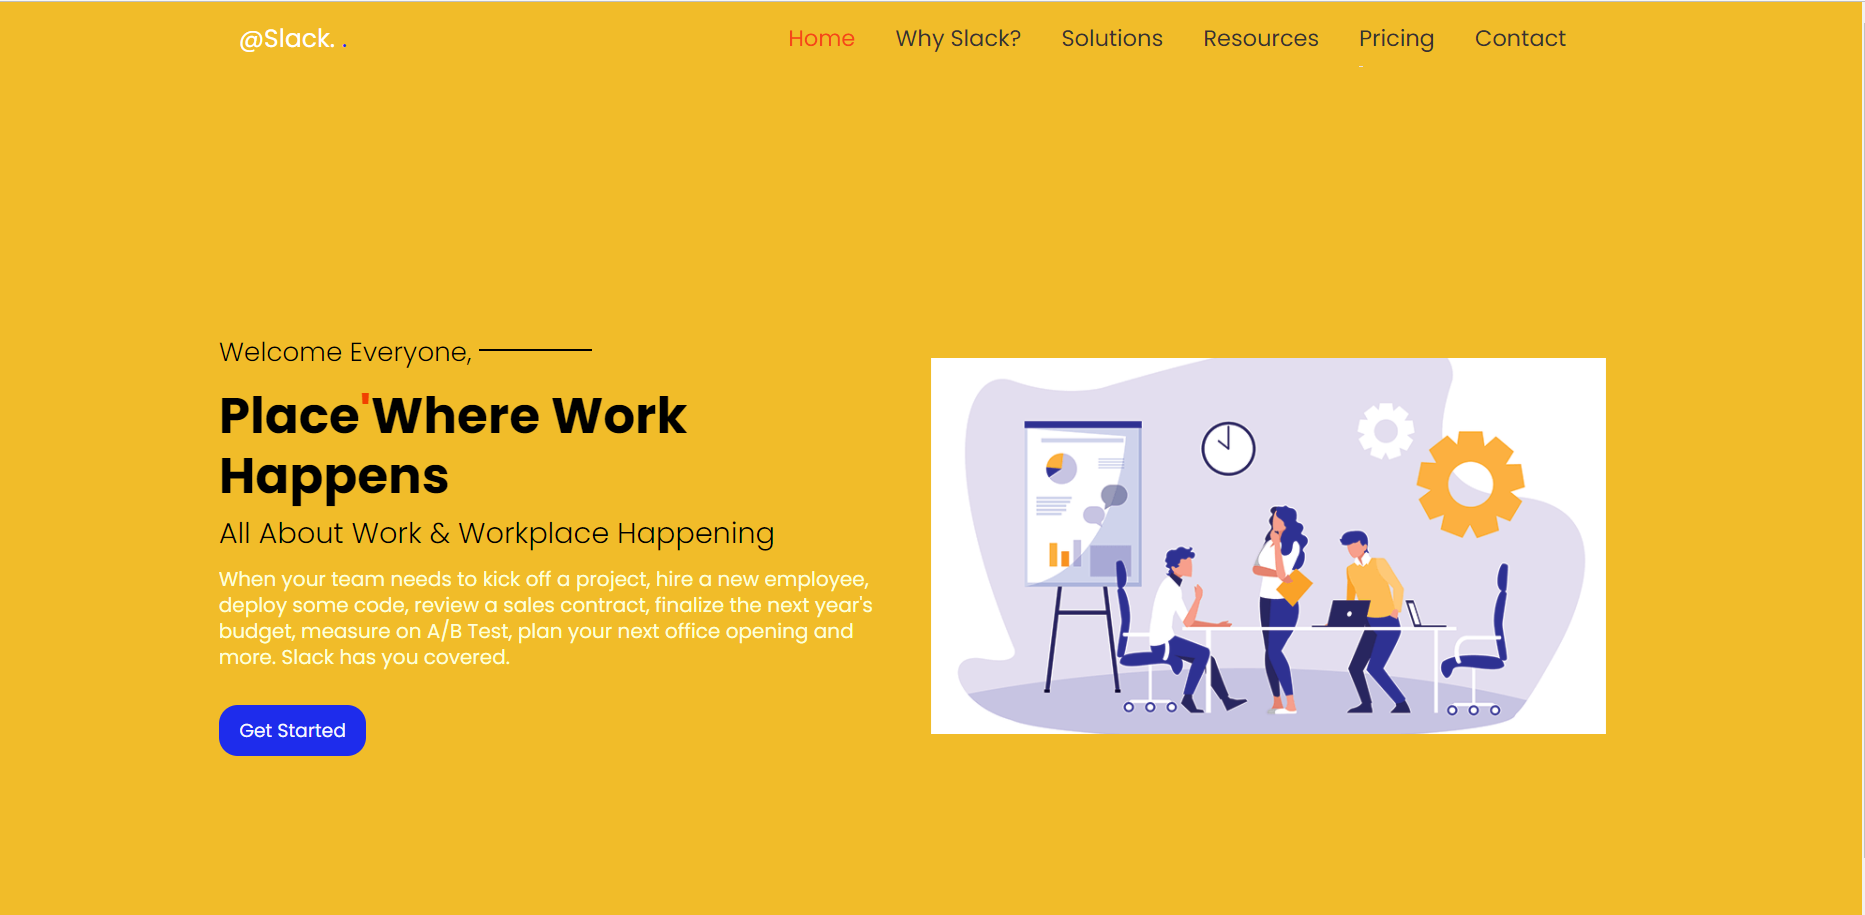 @Slack. .
Home Why Slack? Solutions Resources Pricing Contact
Welcome Everyone,
Place'Where Work
Happens
All About Work & Workplace Happening
When your team needs to kick off a project, hire a new employee,
deploy some code, review a sales contract, finalize the next year's
budget, measure on A/B Test, plan your next office opening and
more. Slack has you covered.
Get Started